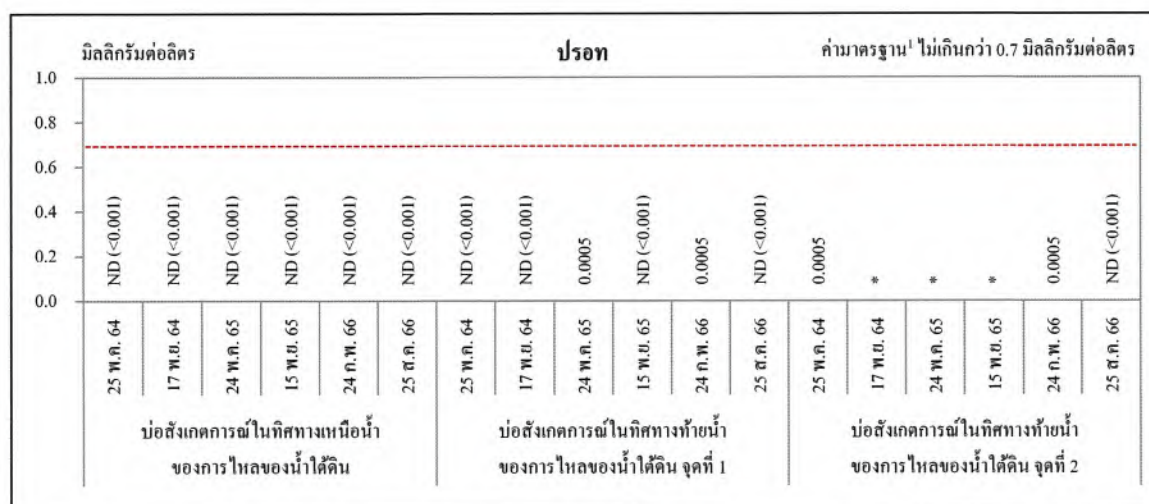 มิลลิกรัมต่อลิตร
ปรอท
ค่ามาตรฐาน¹ ไม่เกินกว่า 0.7 มิลลิกรัมต่อลิตร
1.0
0.8
0.6
0.4
0.2
0.0
ND (<0.001)
ND (<0.001)
ND (<0.001)
ND (<0.001)
ND (<0.001)
ND (<0.001)
ND (<0.001)
ND (<0.001)
0.0005
ND (<0.001)
0.0005
ND (<0.001)
0.0005
*
*
*
0.0005
ND (<0.001)
25 พ.ค. 64
17 พ.ย. 64
24 พ.ค. 65
15 พ.ย. 65
24 ก.พ. 66
25 ส.ค. 66
25 พ.ค. 64
17 พ.ย. 64
24 พ.ค. 65
15 พ.ย. 65
24 ก.พ. 66
25 ส.ค. 66
25 พ.ค. 64
17 พ.ย. 64
24 พ.ค. 65
15 พ.ย. 65
24 ก.พ. 66
25 ส.ค. 66
บ่อสังเกตการณ์ในทิศทางเหนือน้ำ
ของการไหลของน้ำใต้ดิน
บ่อสังเกตการณ์ในทิศทางท้ายน้ำ
ของการไหลของน้ำใต้ดิน จุดที่ 1
บ่อสังเกตการณ์ในทิศทางท้ายน้ำ
ของการไหลของน้ำใต้ดิน จุดที่ 2